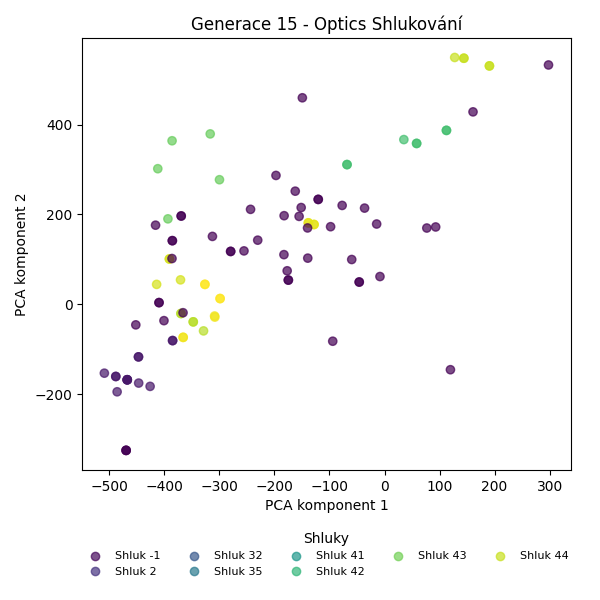 Generace 15 - Optics Shlukování
400
200
0
−200
PCA komponent 2
−500 −400 −300 −200 −100 0 100 200 300
PCA komponent 1
Shluky
Shluk -1 Shluk 32 Shluk 41 Shluk 43 Shluk 44
Shluk 2 Shluk 35 Shluk 42